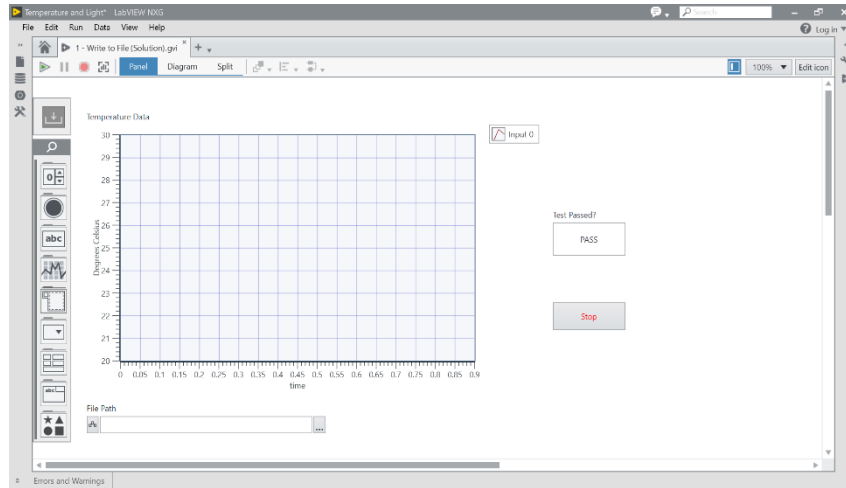 Temperature and Light* LabVIEW NXG
Search
File Edit Run Data View Help
Log in
1 - Write to File (Solution).gvi
Panel Diagram Split
100%
Edit icon
Temperature Data
Input 0
30
29
28
27
26
25
24
23
22
21
20
Degrees Celsius
0 0.05 0.1 0.15 0.2 0.25 0.3 0.35 0.4 0.45 0.5 0.55 0.6 0.65 0.7 0.75 0.8 0.85 0.9
time
Test Passed?
PASS
Stop
File Path
...
0
abc
abc
Errors and Warnings